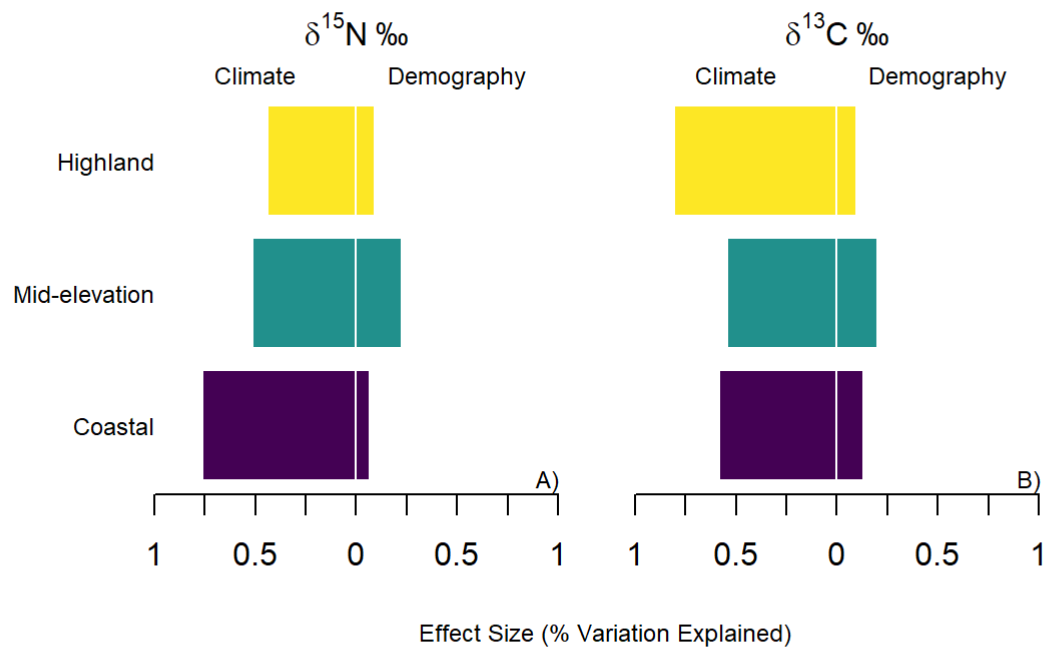 δ¹⁵N ‰
δ¹³C ‰
Climate Demography
Climate Demography
Highland
Mid-elevation
Coastal
A)
B)
1 0.5 0 0.5 1
1 0.5 0 0.5 1
Effect Size (% Variation Explained)